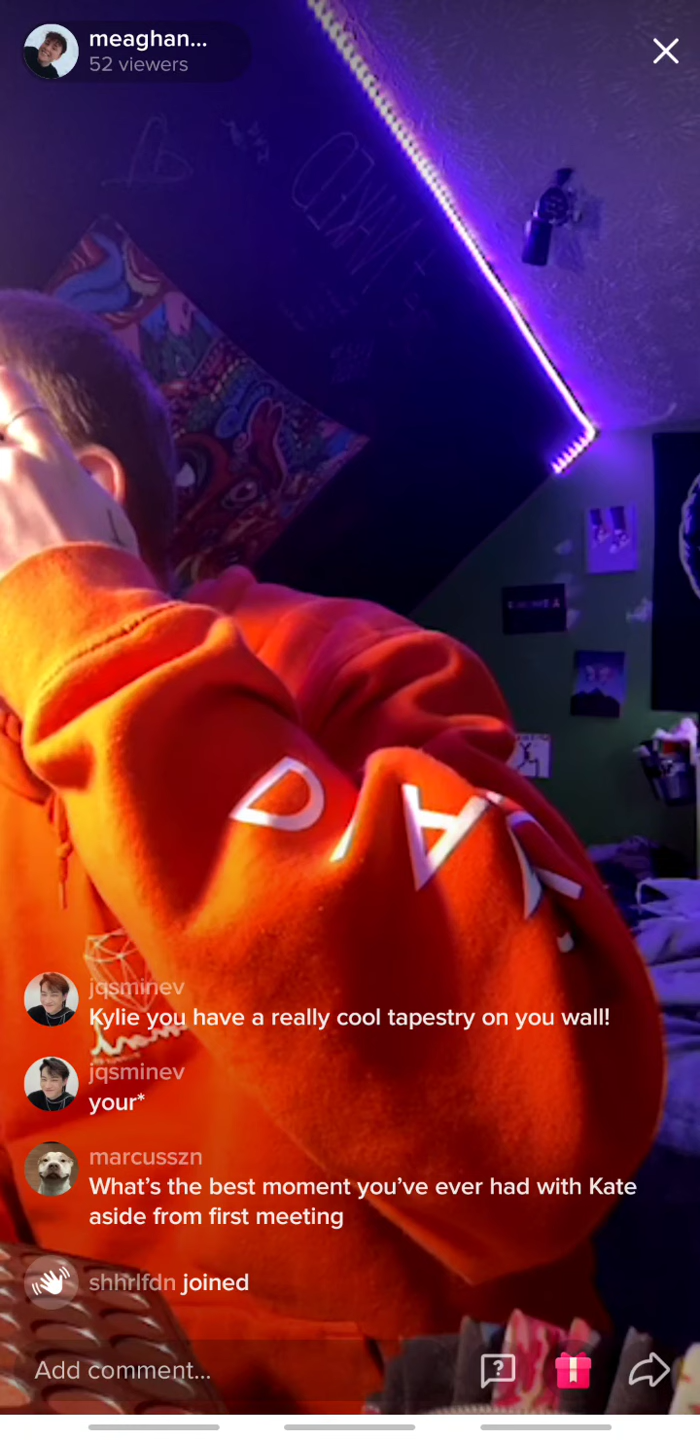 meaghan...
52 viewers
NAKED
jqsminev
Kylie you have a really cool tapestry on you wall!
jqsminev
your*
marcusszn
What's the best moment you've ever had with Kate
aside from first meeting
shhrlfdn joined
Add comment...